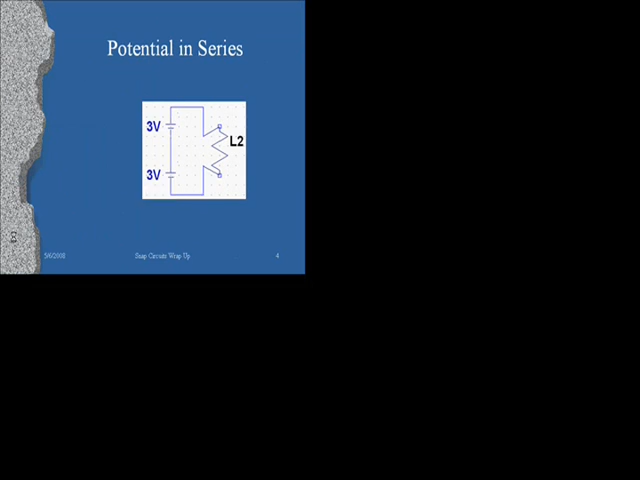 Potential in Series
3V
L2
3V
5/6/2008 Snap Circuits Wrap Up 4